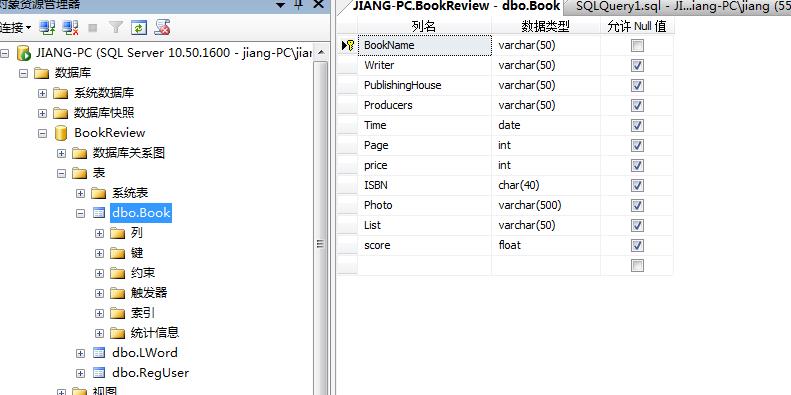 对象资源管理器
JIANG-PC.BookReview - dbo.Book
SQLQuery1.sql - JI...iang-PC\jiang (55
连接
JIANG-PC (SQL Server 10.50.1600 - jiang-PC\jian
数据库
系统数据库
数据库快照
BookReview
数据库关系图
表
系统表
dbo.Book
列
键
约束
触发器
索引
统计信息
dbo.LWord
dbo.RegUser
视图
列名 数据类型 允许 Null 值
BookName varchar(50)
Writer varchar(50)
PublishingHouse varchar(50)
Producers varchar(50)
Time date
Page int
price int
ISBN char(40)
Photo varchar(500)
List varchar(50)
score float